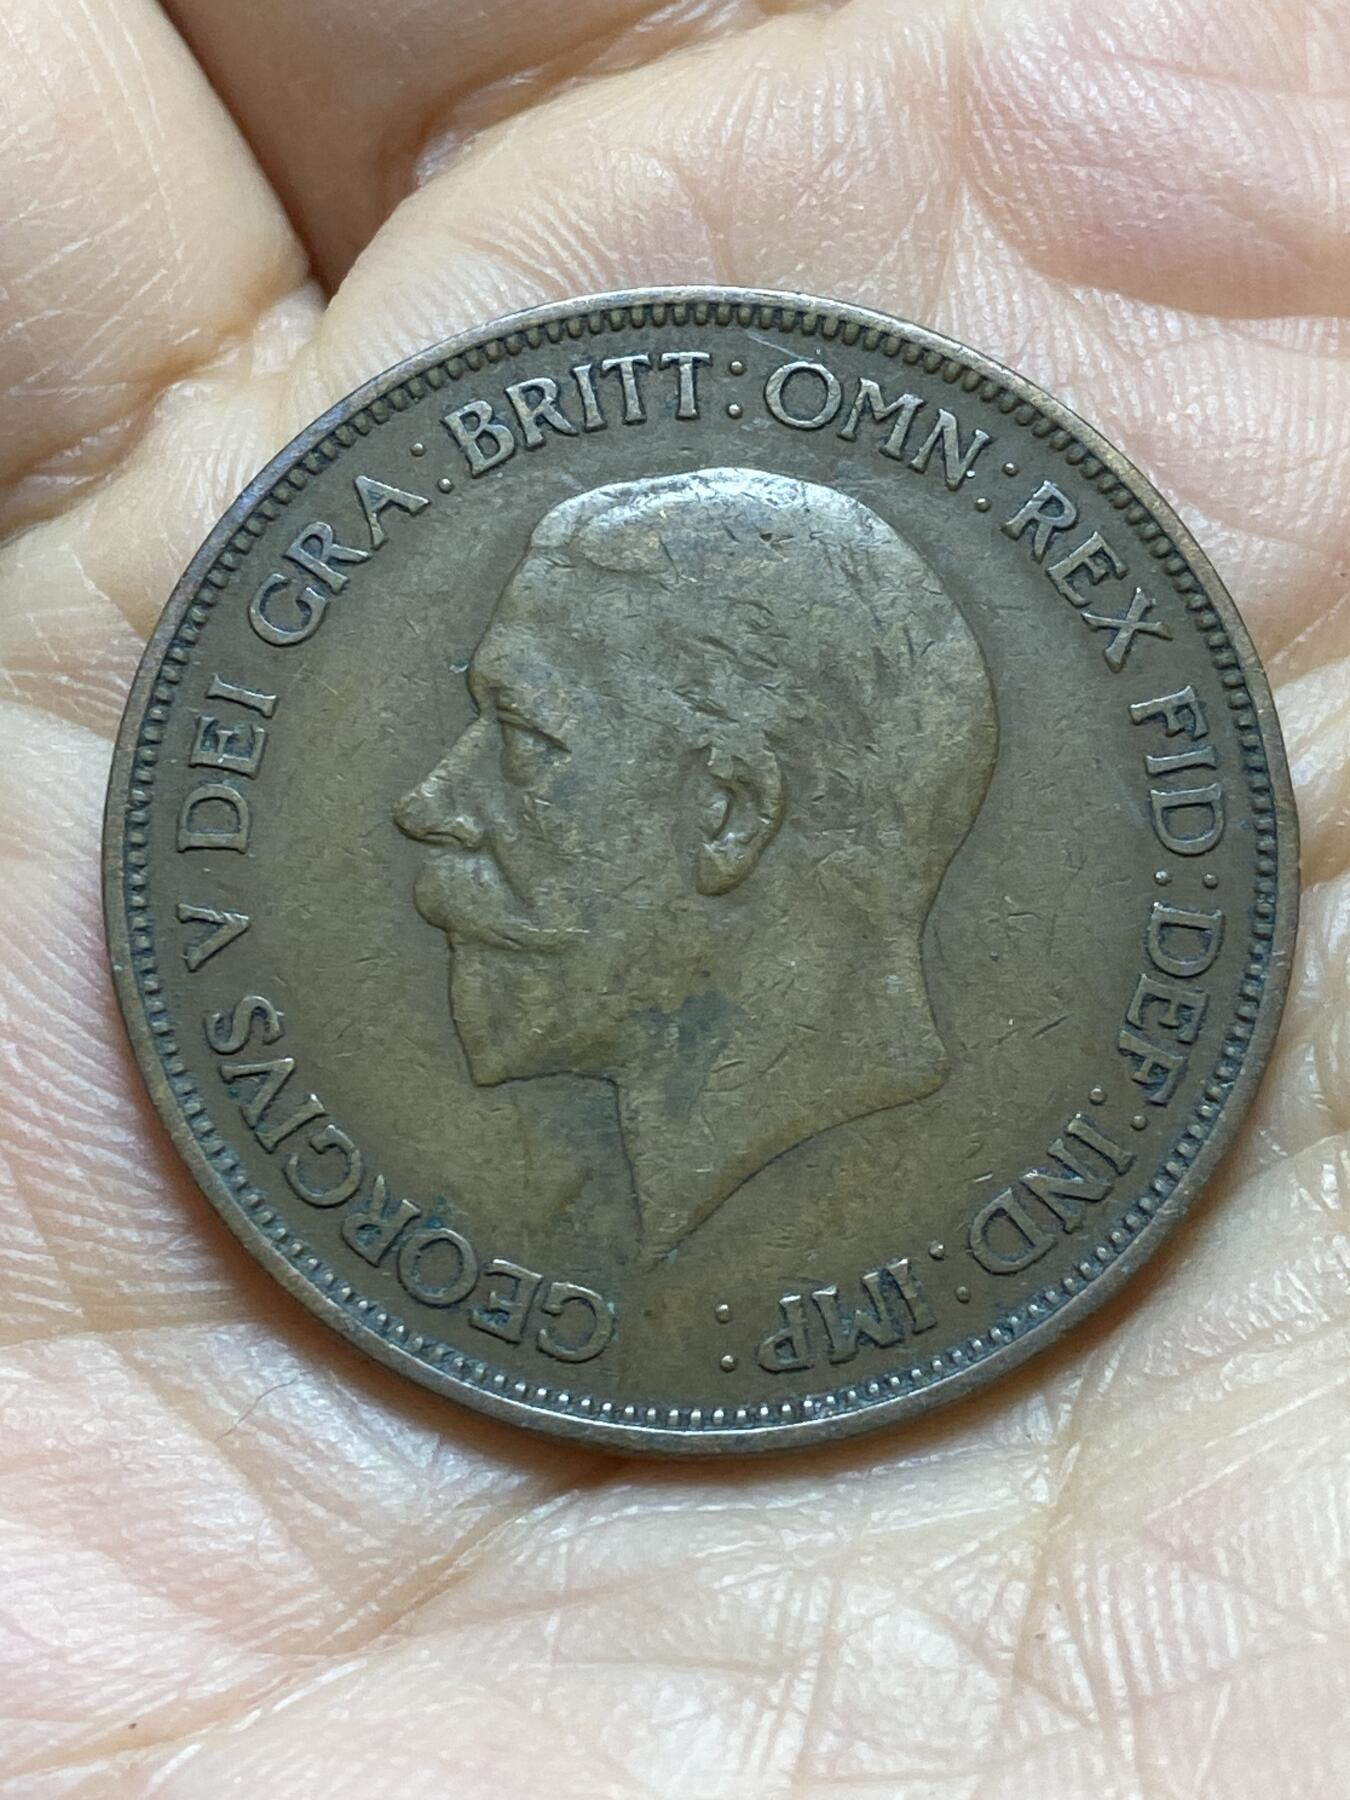 GEORGIVS V DEI GRA: BRITT: OMN: REX FID: DEF: IND: IMP: